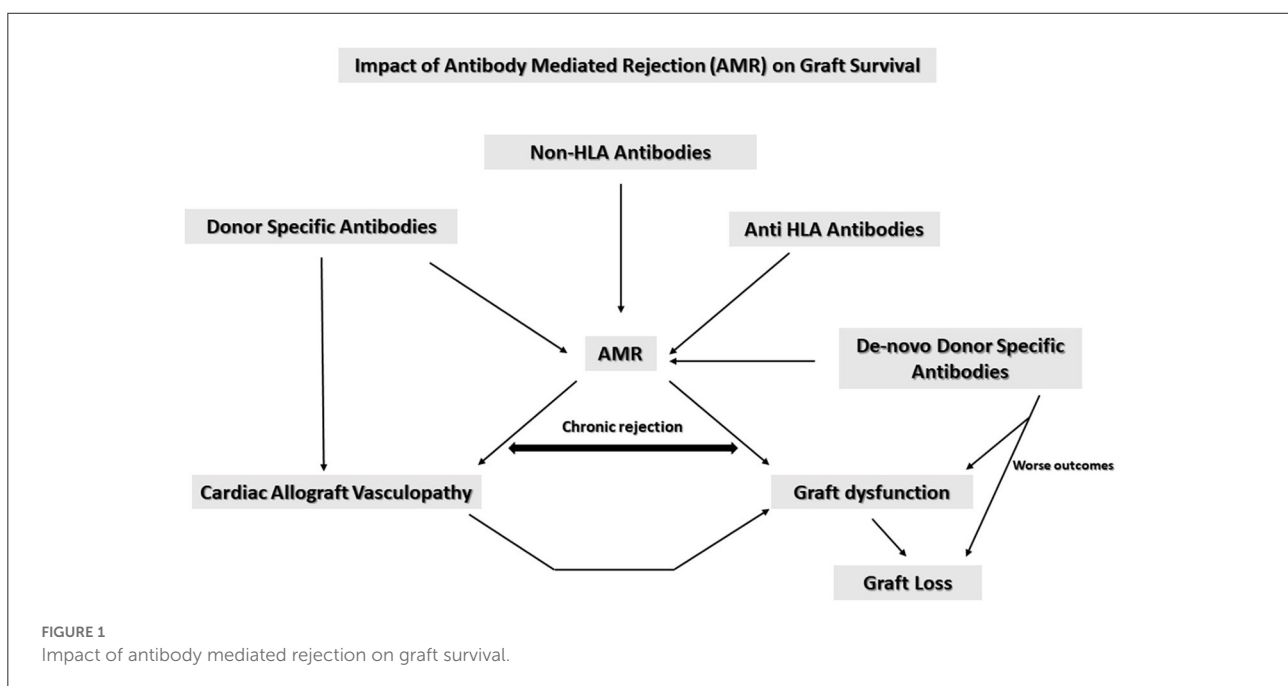 Impact of Antibody Mediated Rejection (AMR) on Graft Survival
Non-HLA Antibodies
Donor Specific Antibodies
Anti HLA Antibodies
AMR
De-novo Donor Specific
Antibodies
Chronic rejection
Worse outcomes
Cardiac Allograft Vasculopathy
Graft dysfunction
Graft Loss
FIGURE 1
Impact of antibody mediated rejection on graft survival.